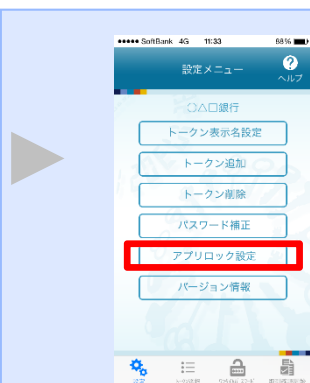 SoftBank 4G 11:33 88%
設定メニュー
?
ヘルプ
〇△□銀行
トークン表示名設定
トークン追加
トークン削除
パスワード補正
アプリロック設定
バージョン情報
設定